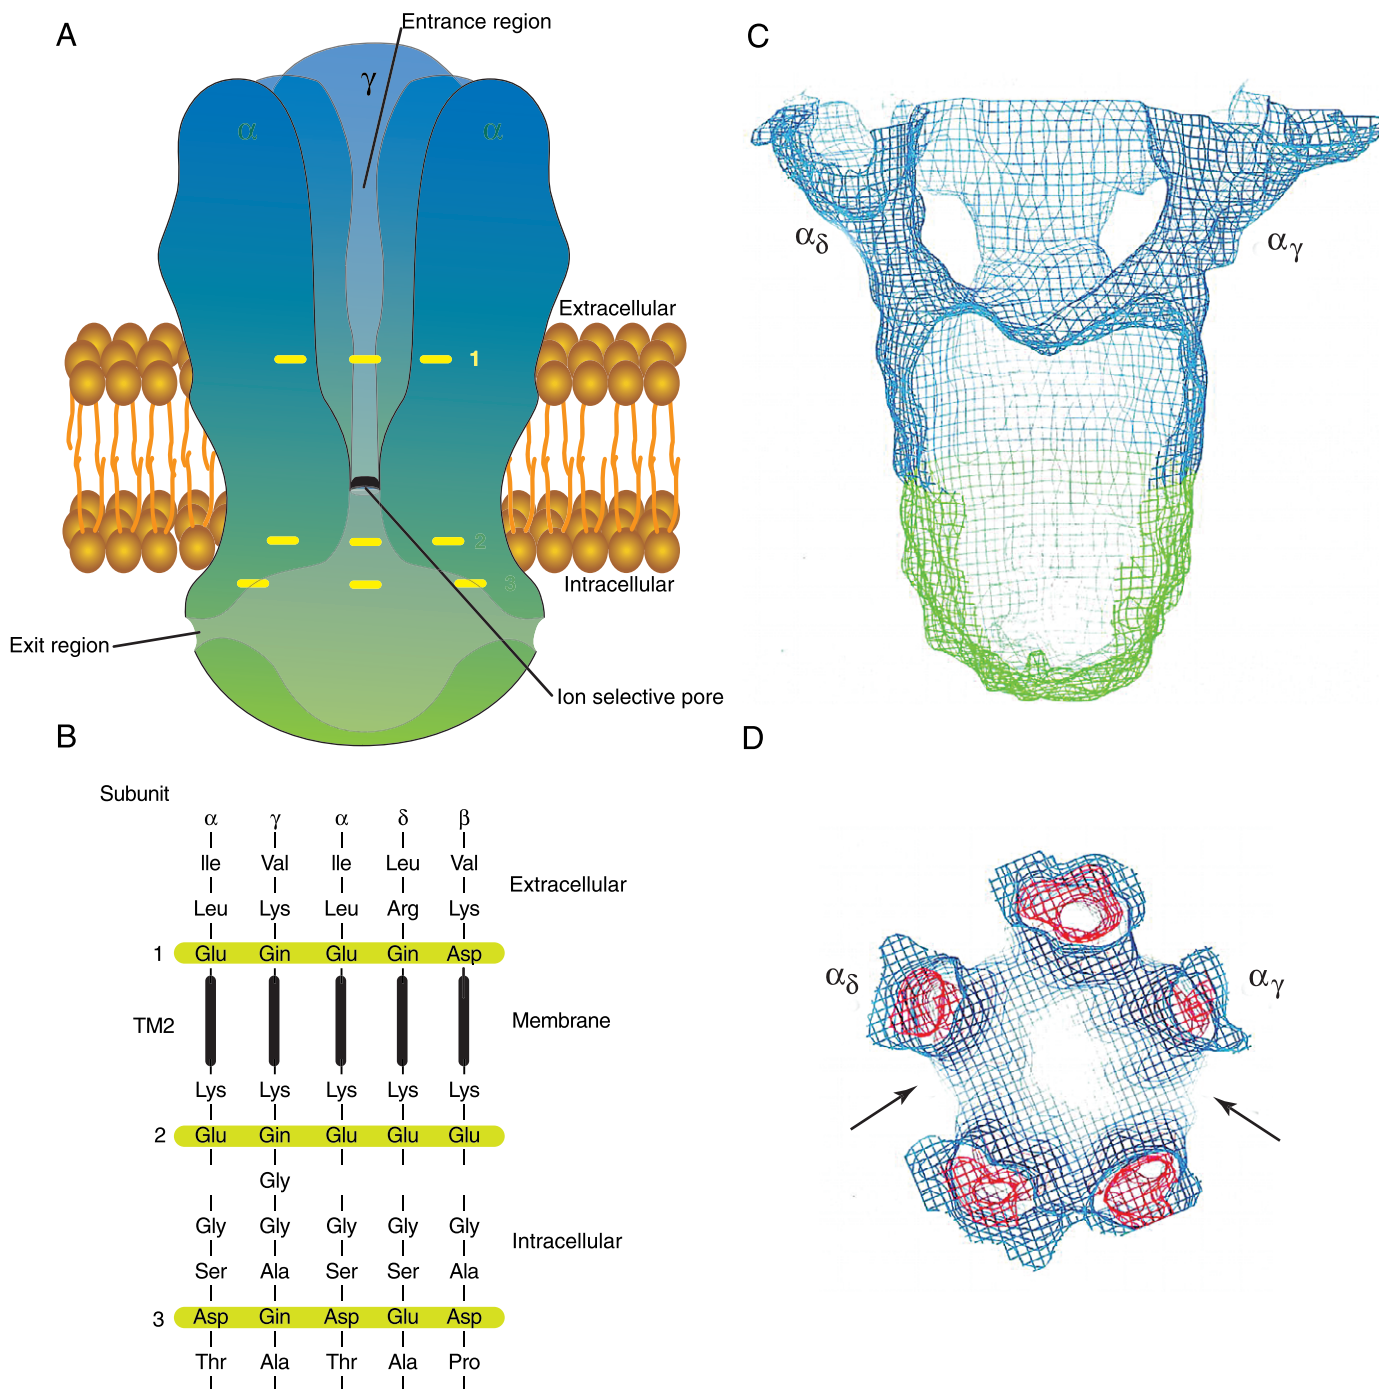 A
Entrance region
γ
α
α
Extracellular
1
2
3
Intracellular
Exit region
Ion selective pore
B
Subunit
α γ α δ β
Ile Val Ile Leu Val
Extracellular
Leu Lys Leu Arg Lys
1 Glu Gin Glu Gin Asp
TM2
Membrane
Lys Lys Lys Lys Lys
2 Glu Gin Glu Glu Glu
Gly
Gly Gly Gly Gly Gly
Intracellular
Ser Ala Ser Ser Ala
3 Asp Gin Asp Glu Asp
Thr Ala Thr Ala Pro
C
αδ
αγ
D
αδ
αγ